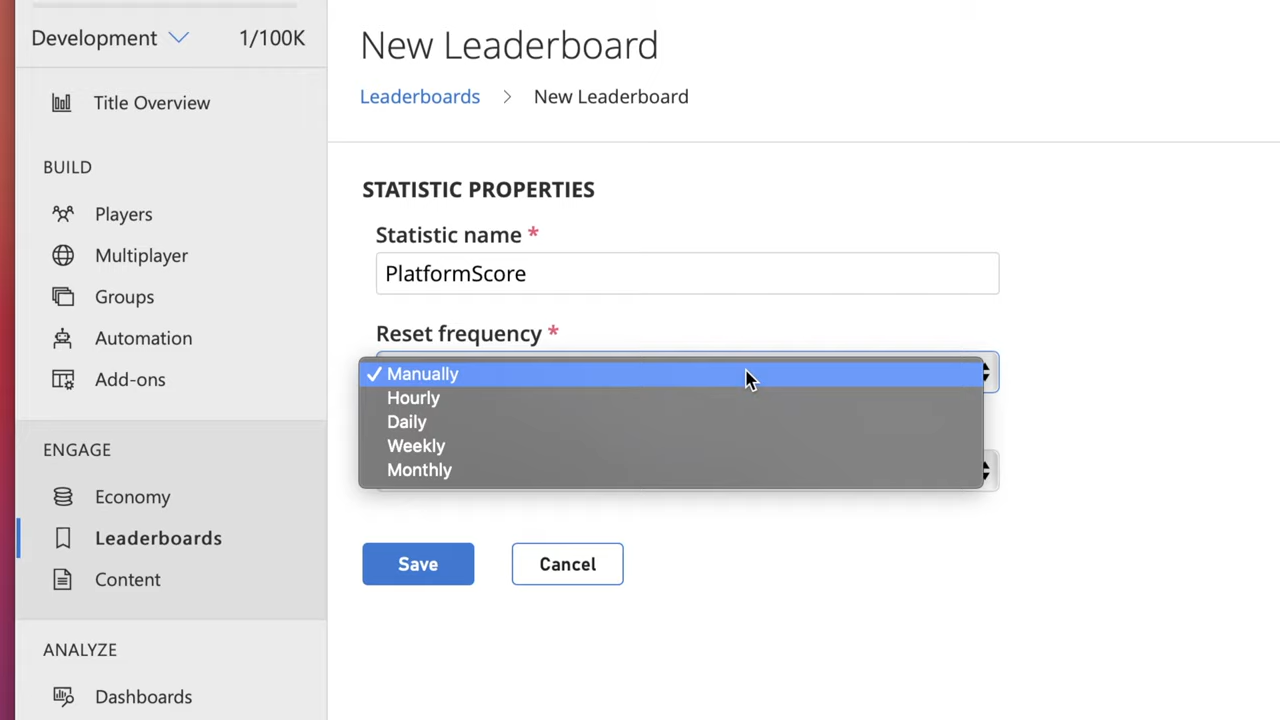 Development
1/100K
Title Overview
BUILD
Players
Multiplayer
Groups
Automation
Add-ons
ENGAGE
Economy
Leaderboards
Content
ANALYZE
Dashboards
New Leaderboard
Leaderboards > New Leaderboard
STATISTIC PROPERTIES
Statistic name *
PlatformScore
Reset frequency *
✓ Manually
Hourly
Daily
Weekly
Monthly
Save
Cancel